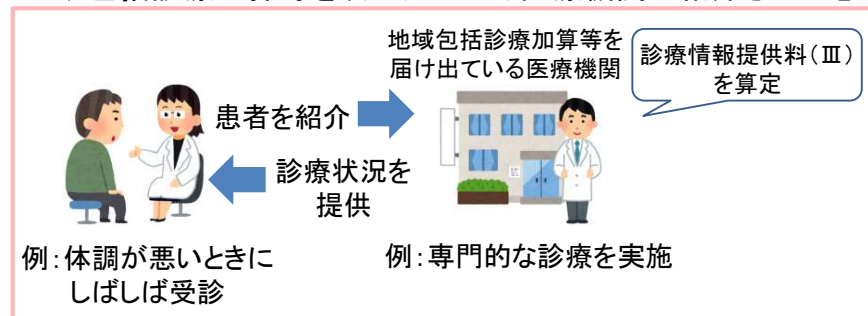 地域包括診療加算等を
届け出ている医療機関
診療情報提供料(Ⅲ)
を算定
患者を紹介
診療状況を
提供
例:体調が悪いときに
しばしば受診
例:専門的な診療を実施